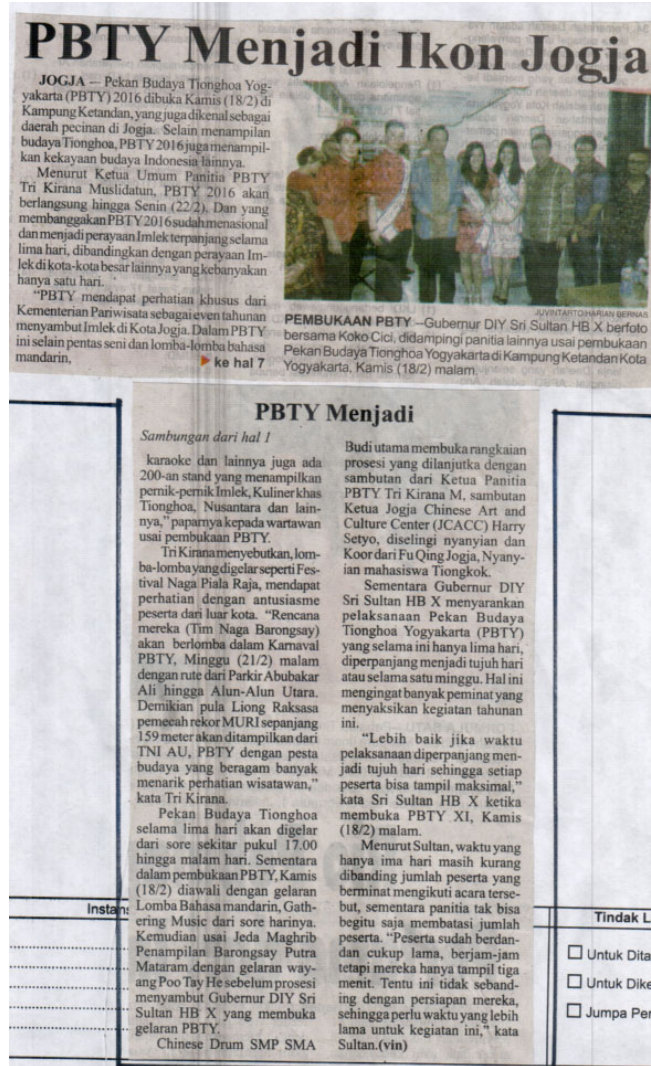 PBTY Menjadi Ikon Jogja
JOGJA — Pekan Budaya Tionghoa Yog-
yakarta (PBTY) 2016 dibuka Kamis (18/2) di
Kampung Ketandan, yang juga dikenal sebagai
daerah pecinan di Jogja. Selain menampilan
budaya Tionghoa, PBTY 2016 juga menampil-
kan kekayaan budaya Indonesia lainnya.
Menurut Ketua Umum Panitia PBTY
Tri Kirana Muslidatun, PBTY 2016 akan
berlangsung hingga Senin (22/2). Dan yang
membanggakan PBTY 2016 sudah menasional
dan menjadi perayaan Imlek terpanjang selama
lima hari, dibandingkan dengan perayaan Im-
lek di kota-kota besar lainnya yang kebanyakan
hanya satu hari.
"PBTY mendapat perhatian khusus dari
Kementerian Pariwisata sebagai even tahunan
menyambut Imlek di Kota Jogja. Dalam PBTY
ini selain pentas seni dan lomba-lomba bahasa
mandarin,
ke hal 7
JUVINTARTO/HARIAN BERNAS
PEMBUKAAN PBTY --Gubernur DIY Sri Sultan HB X berfoto
bersama Koko Cici, didampingi panitia lainnya usai pembukaan
Pekan Budaya Tionghoa Yogyakarta di Kampung Ketandan Kota
Yogyakarta, Kamis (18/2) malam.
PBTY Menjadi
Sambungan dari hal 1
karaoke dan lainnya juga ada
200-an stand yang menampilkan
pernik-pernik Imlek, Kuliner khas
Tionghoa, Nusantara dan lain-
nya," paparnya kepada wartawan
usai pembukaan PBTY.
Tri Kirana menyebutkan, lom-
ba-lomba yang digelar seperti Fes-
tival Naga Piala Raja, mendapat
perhatian dengan antusiasme
peserta dari luar kota. "Rencana
mereka (Tim Naga Barongsay)
akan berlomba dalam Karnaval
PBTY, Minggu (21/2) malam
dengan rute dari Parkir Abubakar
Ali hingga Alun-Alun Utara.
Demikian pula Liong Raksasa
pemecah rekor MURI sepanjang
159 meter akan ditampilkan dari
TNI AU, PBTY dengan pesta
budaya yang beragam banyak
menarik perhatian wisatawan,"
kata Tri Kirana.
Pekan Budaya Tionghoa
selama lima hari akan digelar
dari sore sekitar pukul 17.00
hingga malam hari. Sementara
dalam pembukaan PBTY, Kamis
(18/2) diawali dengan gelaran
Lomba Bahasa mandarin, Gath-
ering Music dari sore harinya.
Kemudian usai Jeda Maghrib
Penampilan Barongsay Putra
Mataram dengan gelaran way-
ang Poo Tay He sebelum prosesi
menyambut Gubernur DIY Sri
Sultan HB X yang membuka
gelaran PBTY.
Chinese Drum SMP SMA
Budi utama membuka rangkaian
prosesi yang dilanjutka dengan
sambutan dari Ketua Panitia
PBTY Tri Kirana M, sambutan
Ketua Jogja Chinese Art and
Culture Center (JCACC) Harry
Setyo, diselingi nyanyian dan
Koor dari Fu Qing Jogja, Nyany-
ian mahasiswa Tiongkok.
Sementara Gubernur DIY
Sri Sultan HB X menyarankan
pelaksanaan Pekan Budaya
Tionghoa Yogyakarta (PBTY)
yang selama ini hanya lima hari,
diperpanjang menjadi tujuh hari
atau selama satu minggu. Hal ini
mengingat banyak peminat yang
menyaksikan kegiatan tahunan
ini.
"Lebih baik jika waktu
pelaksanaan diperpanjang men-
jadi tujuh hari sehingga setiap
peserta bisa tampil maksimal,"
kata Sri Sultan HB X ketika
membuka PBTY XI, Kamis
(18/2) malam.
Menurut Sultan, waktu yang
hanya ima hari masih kurang
dibanding jumlah peserta yang
berminat mengikuti acara terse-
but, sementara panitia tak bisa
begitu saja membatasi jumlah
peserta. "Peserta sudah berdan-
dan cukup lama, berjam-jam
tetapi mereka hanya tampil tiga
menit. Tentu ini tidak seband-
ing dengan persiapan mereka,
sehingga perlu waktu yang lebih
lama untuk kegiatan ini," kata
Sultan.(vin)
Instans
Tindak L
Untuk Dita
Untuk Dike
Jumpa Per